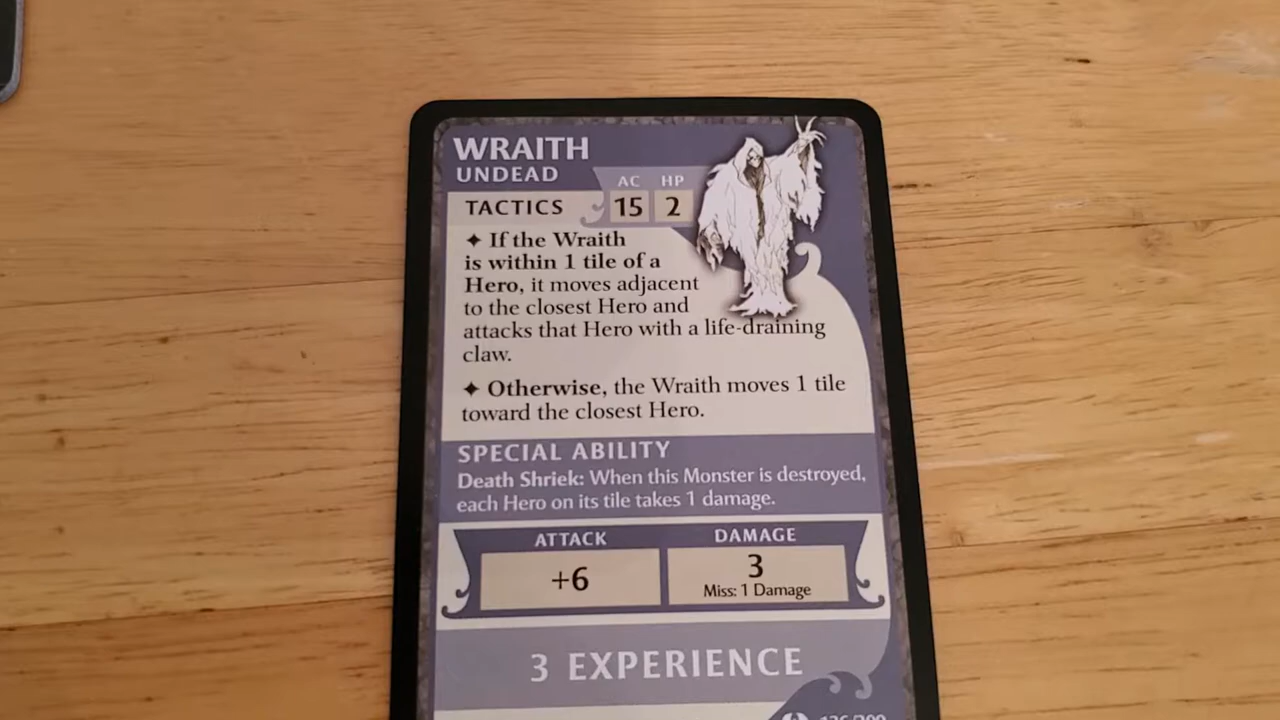 WRAITH
UNDEAD
AC HP
TACTICS 15 2
✦ If the Wraith
is within 1 tile of a
Hero, it moves adjacent
to the closest Hero and
attacks that Hero with a life-draining
claw.
✦ Otherwise, the Wraith moves 1 tile
toward the closest Hero.
SPECIAL ABILITY
Death Shriek: When this Monster is destroyed,
each Hero on its tile takes 1 damage.
ATTACK DAMAGE
+6 3
Miss: 1 Damage
3 EXPERIENCE